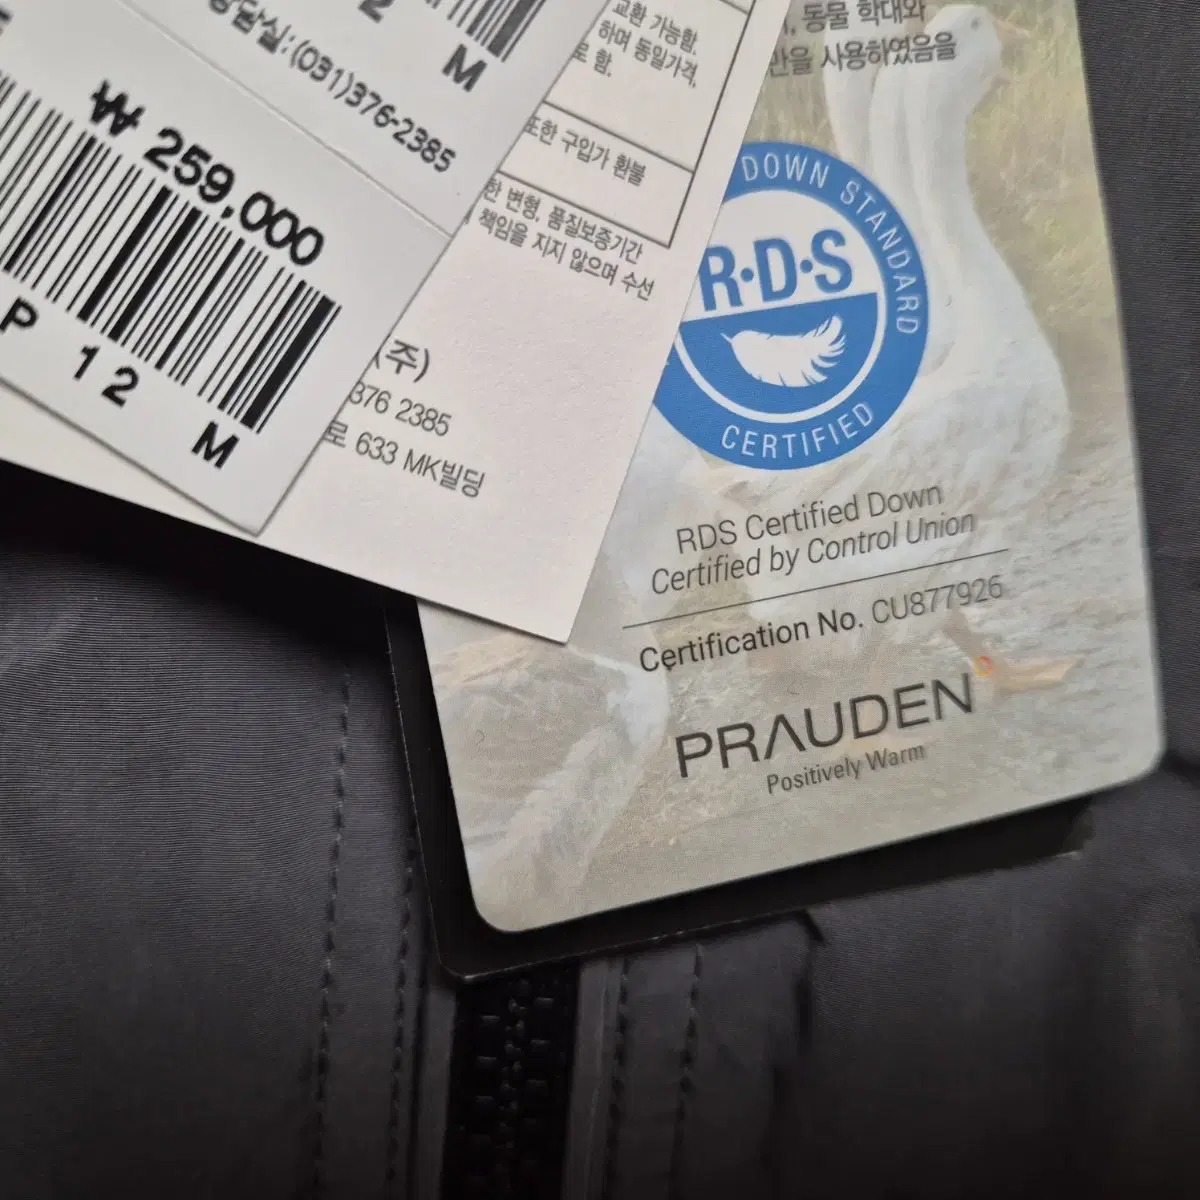 2
M
담실:(031)376-2385
₩ 259,000
P 12
M
교환 가능함.
하며 동일가격,
로 함.
또한 구입가 환불
한 변형. 품질보증기간
책임을 지지 않으며 수선
(주)
376 2385
로 633 MK빌딩
동물 학대와
만을 사용하였음을
DOWN STANDARD
R·D·S
CERTIFIED
RDS Certified Down
Certified by Control Union
Certification No. CU877926
PRAUDEN
Positively Warm